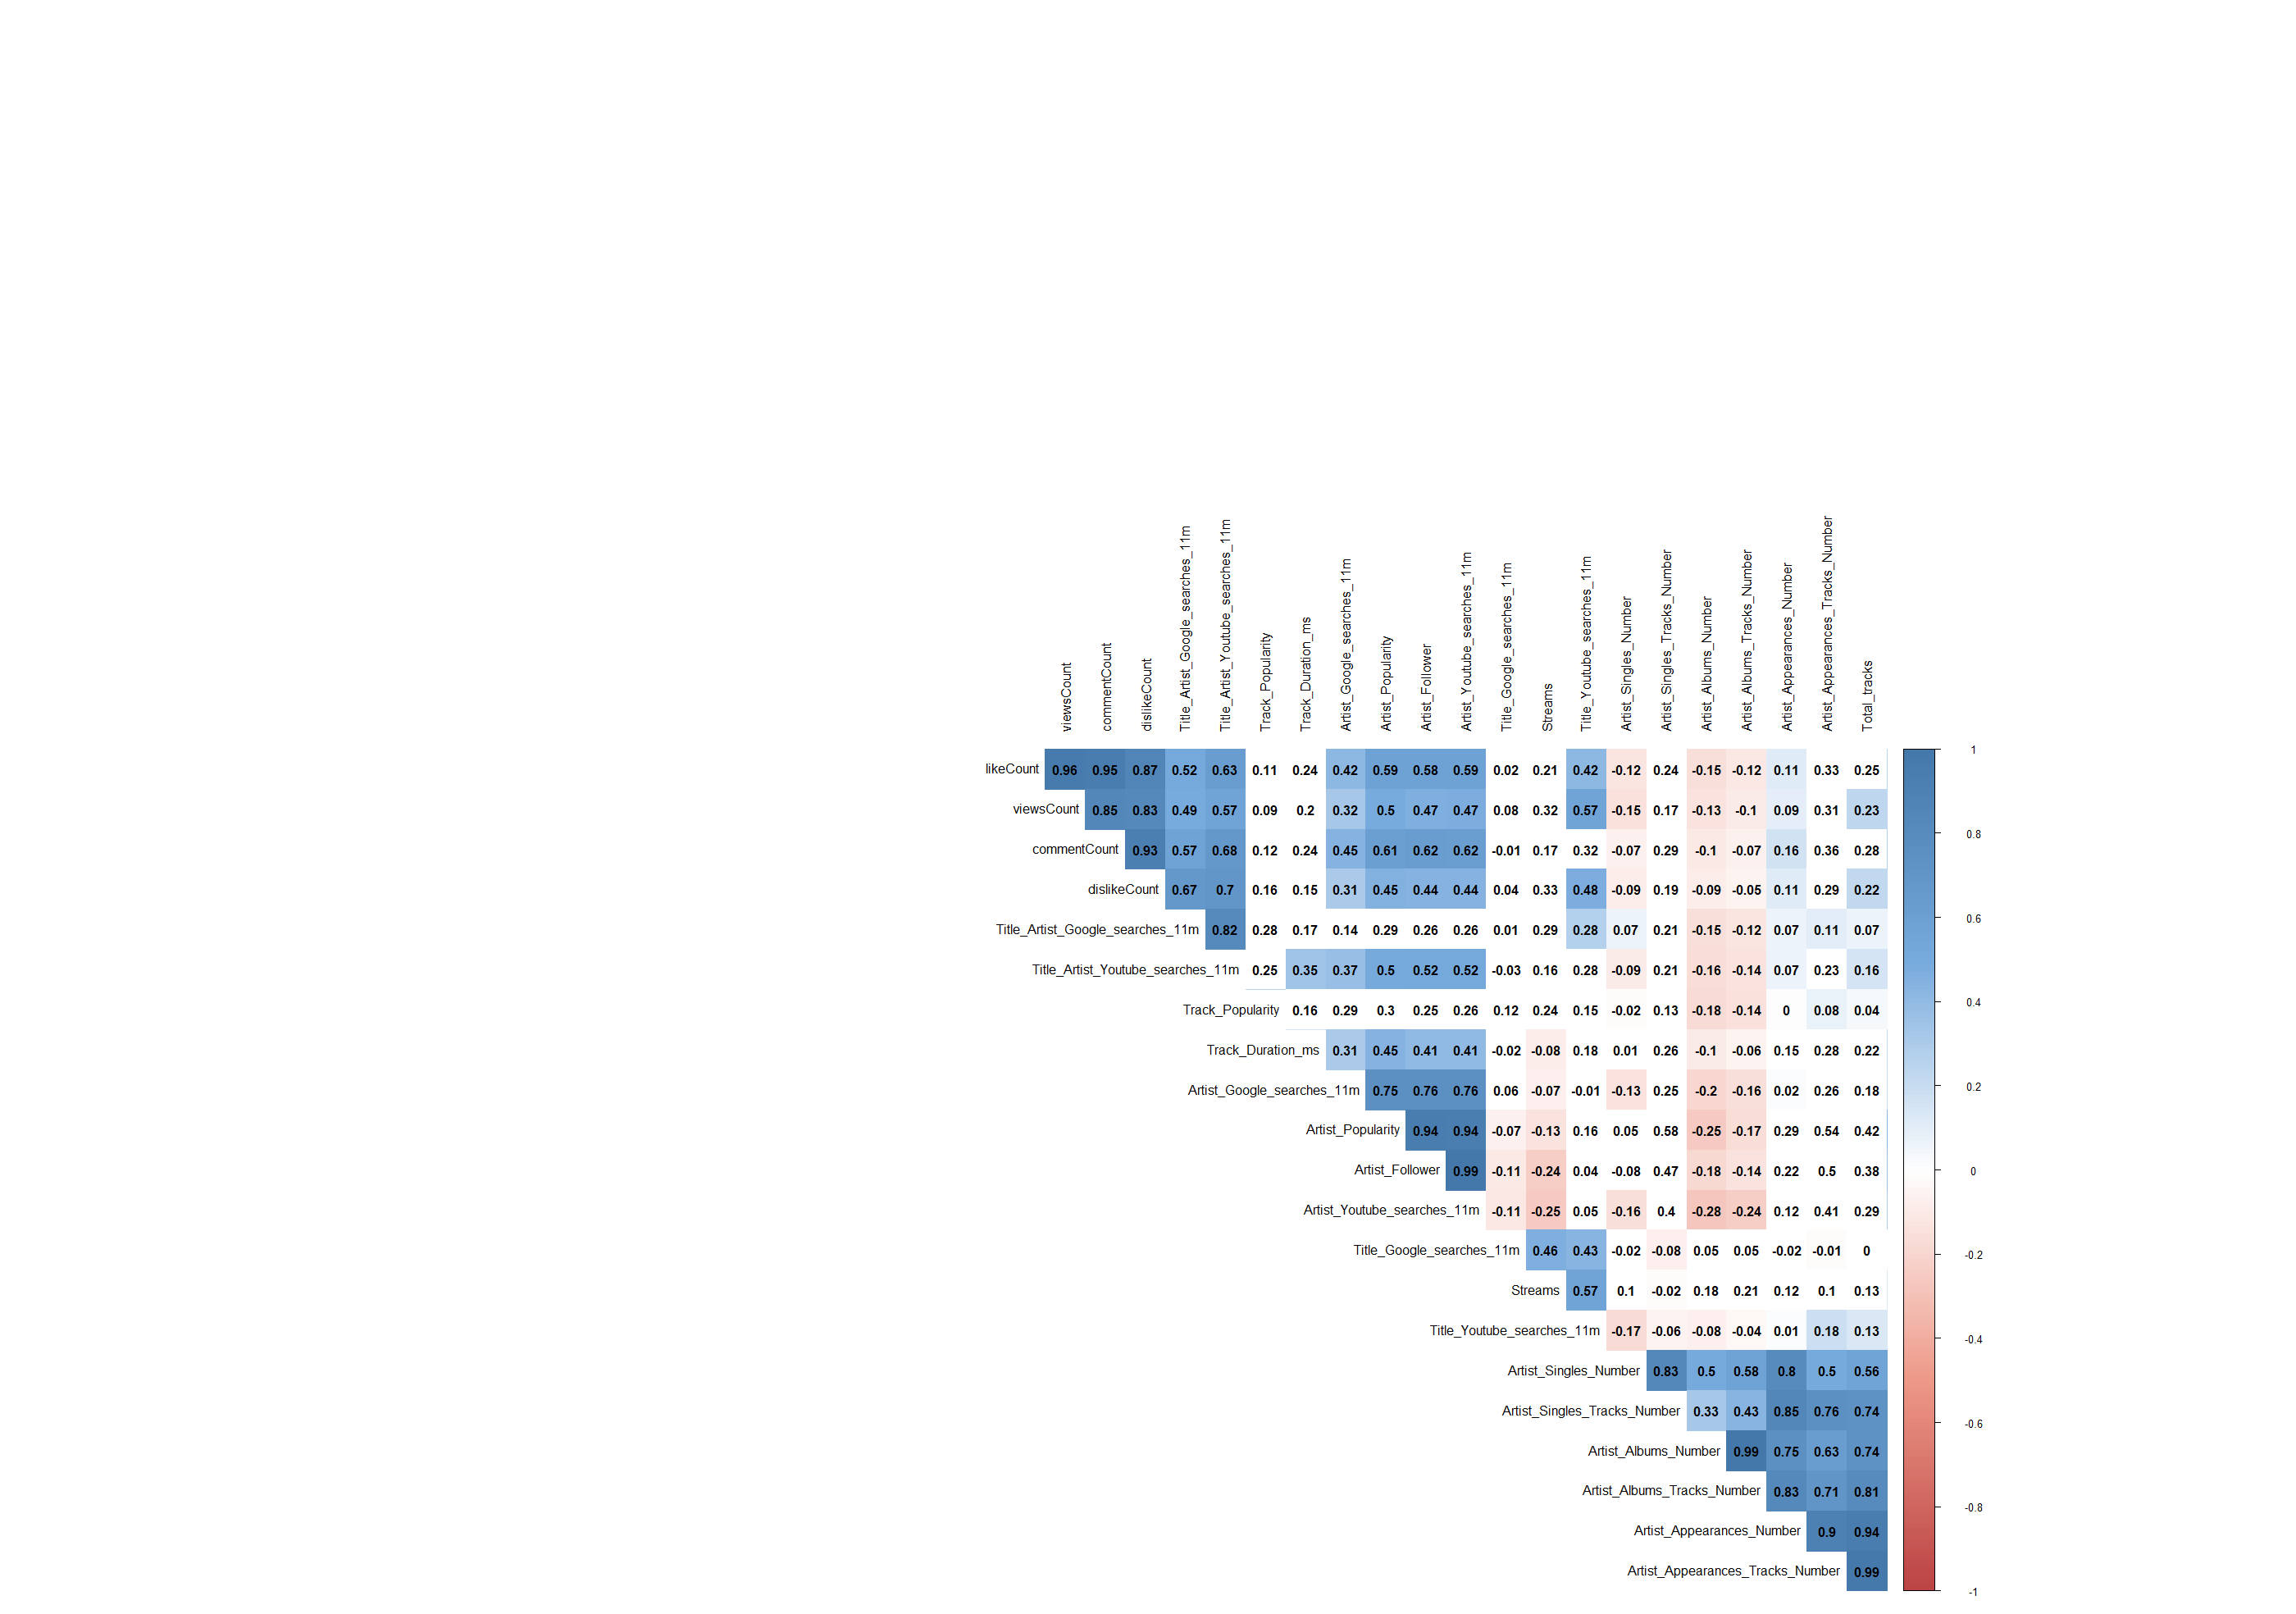 viewsCount
commentCount
dislikeCount
Title_Artist_Google_searches_11m
Title_Artist_Youtube_searches_11m
Track_Popularity
Track_Duration_ms
Artist_Google_searches_11m
Artist_Popularity
Artist_Follower
Artist_Youtube_searches_11m
Title_Google_searches_11m
Streams
Title_Youtube_searches_11m
Artist_Singles_Number
Artist_Singles_Tracks_Number
Artist_Albums_Number
Artist_Albums_Tracks_Number
Artist_Appearances_Number
Artist_Appearances_Tracks_Number
Total_tracks
likeCount 0.96 0.95 0.87 0.52 0.63 0.11 0.24 0.42 0.59 0.58 0.59 0.02 0.21 0.42 -0.12 0.24 -0.15 -0.12 0.11 0.33 0.25
viewsCount 0.85 0.83 0.49 0.57 0.09 0.2 0.32 0.5 0.47 0.47 0.08 0.32 0.57 -0.15 0.17 -0.13 -0.1 0.09 0.31 0.23
commentCount 0.93 0.57 0.68 0.12 0.24 0.45 0.61 0.62 0.62 -0.01 0.17 0.32 -0.07 0.29 -0.1 -0.07 0.16 0.36 0.28
dislikeCount 0.67 0.7 0.16 0.15 0.31 0.45 0.44 0.44 0.04 0.33 0.48 -0.09 0.19 -0.09 -0.05 0.11 0.29 0.22
Title_Artist_Google_searches_11m 0.82 0.28 0.17 0.14 0.29 0.26 0.26 0.01 0.29 0.28 0.07 0.21 -0.15 -0.12 0.07 0.11 0.07
Title_Artist_Youtube_searches_11m 0.25 0.35 0.37 0.5 0.52 0.52 -0.03 0.16 0.28 -0.09 0.21 -0.16 -0.14 0.07 0.23 0.16
Track_Popularity 0.16 0.29 0.3 0.25 0.26 0.12 0.24 0.15 -0.02 0.13 -0.18 -0.14 0 0.08 0.04
Track_Duration_ms 0.31 0.45 0.41 0.41 -0.02 -0.08 0.18 0.01 0.26 -0.1 -0.06 0.15 0.28 0.22
Artist_Google_searches_11m 0.75 0.76 0.76 0.06 -0.07 -0.01 -0.13 0.25 -0.2 -0.16 0.02 0.26 0.18
Artist_Popularity 0.94 0.94 -0.07 -0.13 0.16 0.05 0.58 -0.25 -0.17 0.29 0.54 0.42
Artist_Follower 0.99 -0.11 -0.24 0.04 -0.08 0.47 -0.18 -0.14 0.22 0.5 0.38
Artist_Youtube_searches_11m -0.11 -0.25 0.05 -0.16 0.4 -0.28 -0.24 0.12 0.41 0.29
Title_Google_searches_11m 0.46 0.43 -0.02 -0.08 0.05 0.05 -0.02 -0.01 0
Streams 0.57 0.1 -0.02 0.18 0.21 0.12 0.1 0.13
Title_Youtube_searches_11m -0.17 -0.06 -0.08 -0.04 0.01 0.18 0.13
Artist_Singles_Number 0.83 0.5 0.58 0.8 0.5 0.56
Artist_Singles_Tracks_Number 0.33 0.43 0.85 0.76 0.74
Artist_Albums_Number 0.99 0.75 0.63 0.74
Artist_Albums_Tracks_Number 0.83 0.71 0.81
Artist_Appearances_Number 0.9 0.94
Artist_Appearances_Tracks_Number 0.99
1
0.8
0.6
0.4
0.2
0
-0.2
-0.4
-0.6
-0.8
-1